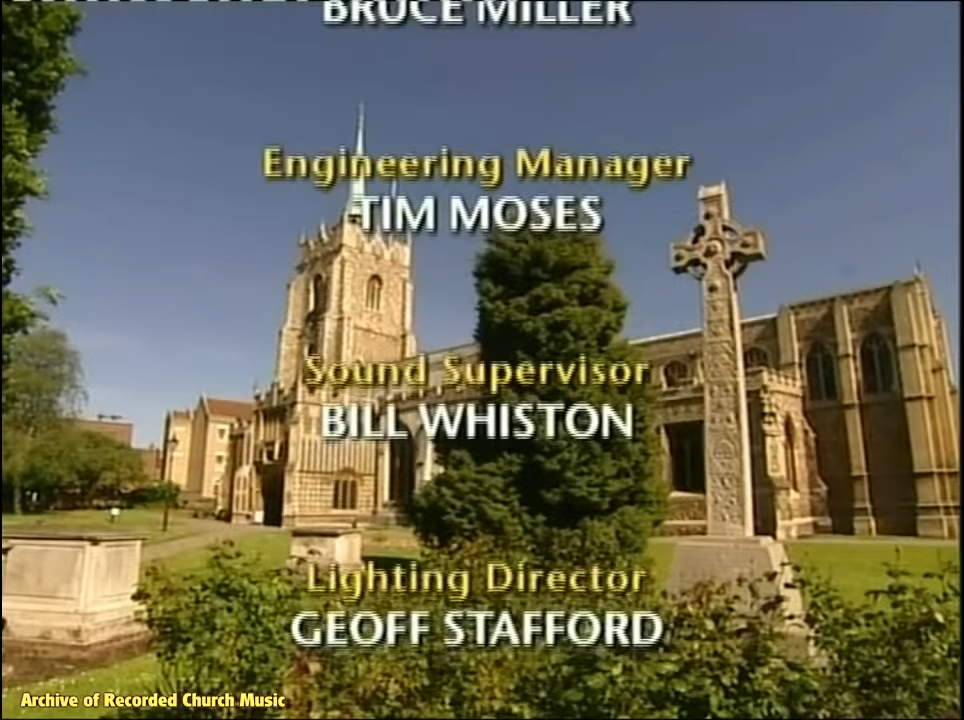 BRUCE MILLER
Engineering Manager
TIM MOSES
Sound Supervisor
BILL WHISTON
Lighting Director
GEOFF STAFFORD
Archive of Recorded Church Music